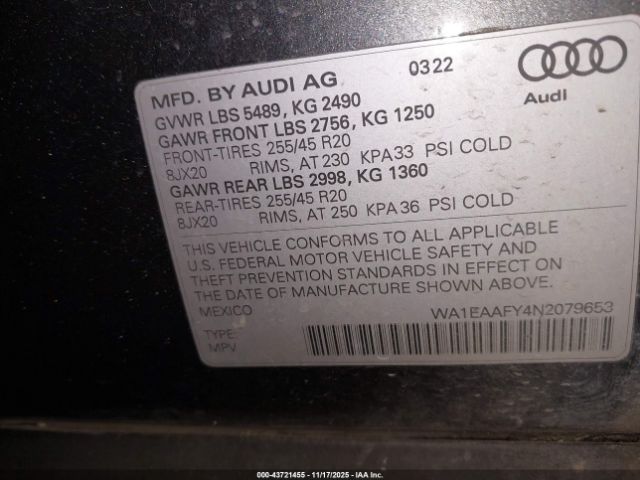 MFD. BY AUDI AG 0322
Audi
GVWR LBS 5489, KG 2490
GAWR FRONT LBS 2756, KG 1250
FRONT-TIRES 255/45 R20
8JX20 RIMS, AT 230 KPA33 PSI COLD
GAWR REAR LBS 2998, KG 1360
REAR-TIRES 255/45 R20
8JX20 RIMS, AT 250 KPA36 PSI COLD
THIS VEHICLE CONFORMS TO ALL APPLICABLE
U.S. FEDERAL MOTOR VEHICLE SAFETY AND
THEFT PREVENTION STANDARDS IN EFFECT ON
THE DATE OF MANUFACTURE SHOWN ABOVE.
MEXICO WA1EAAFY4N2079653
TYPE:
MPV
000-43721455 - 11/17/2025 - IAA Inc.